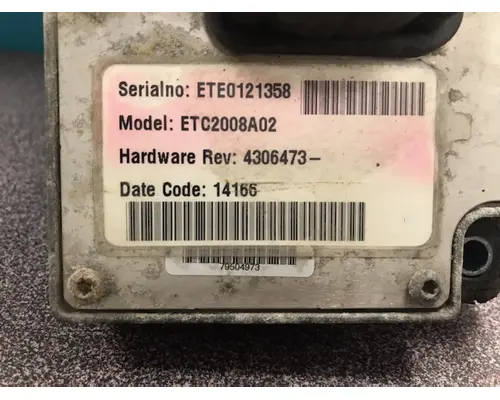 Serialno: ETE0121358
Model: ETC2008A02
Hardware Rev: 4306473-
Date Code: 14166
79504973